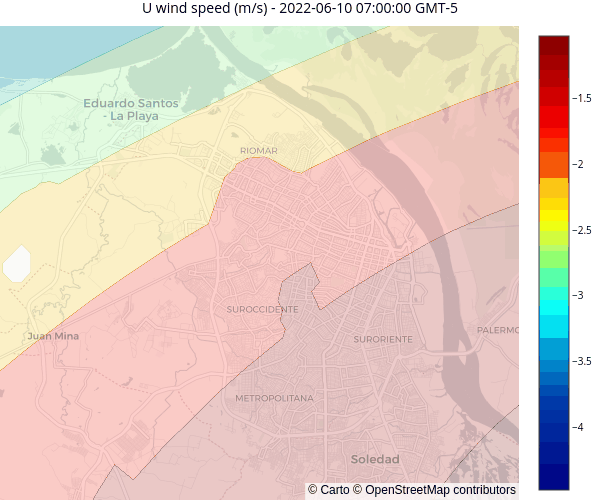 U wind speed (m/s) - 2022-06-10 07:00:00 GMT-5
Eduardo Santos
- La Playa
RIOMAR
SUROCCIDENTE
Juan Mina
SURORIENTE
PALERMO
METROPOLITANA
Soledad
© Carto © OpenStreetMap contributors
−1.5
−2
−2.5
−3
−3.5
−4